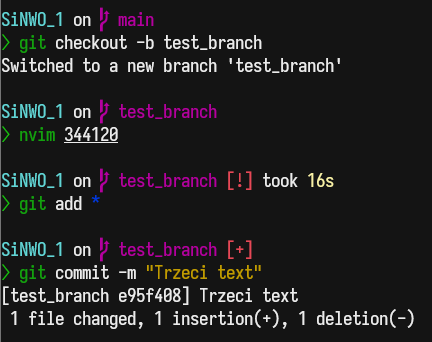 SiNWO_1 on  main
❯ git checkout -b test_branch
Switched to a new branch 'test_branch'
SiNWO_1 on  test_branch
❯ nvim 344120
SiNWO_1 on  test_branch [!] took 16s
❯ git add *
SiNWO_1 on  test_branch [+]
❯ git commit -m "Trzeci text"
[test_branch e95f408] Trzeci text
 1 file changed, 1 insertion(+), 1 deletion(-)